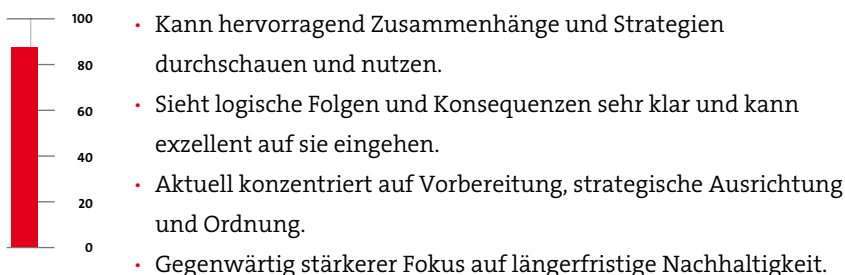 100
80
60
40
20
0
• Kann hervorragend Zusammenhänge und Strategien
durchschauen und nutzen.
• Sieht logische Folgen und Konsequenzen sehr klar und kann
exzellent auf sie eingehen.
• Aktuell konzentriert auf Vorbereitung, strategische Ausrichtung
und Ordnung.
• Gegenwärtig stärkerer Fokus auf längerfristige Nachhaltigkeit.